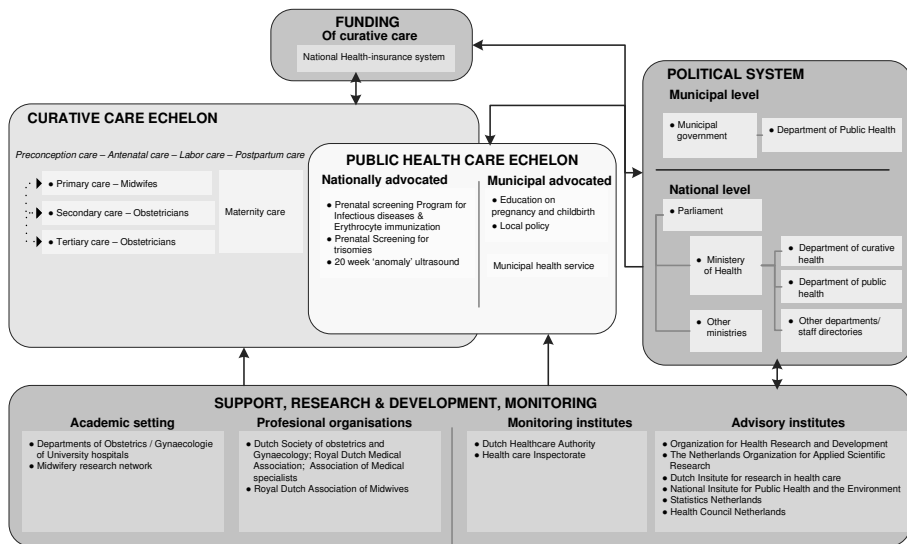 FUNDING
Of curative care
National Health-insurance system
POLITICAL SYSTEM
Municipal level
● Municipal
government
● Department of Public Health
National level
● Parliament
● Ministry
of Health
● Department of curative
health
● Department of public
health
● Other
ministries
● Other departments/
staff directories
CURATIVE CARE ECHELON
Preconception care – Antenatal care – Labor care – Postpartum care
● Primary care – Midwifes
● Secondary care – Obstetricians
● Tertiary care – Obstetricians
Maternity care
PUBLIC HEALTH CARE ECHELON
Nationally advocated
● Prenatal screening Program for
Infectious diseases &
Erythrocyte immunization
● Prenatal Screening for
trisomies
● 20 week ‘anomaly’ ultrasound
Municipal advocated
● Education on
pregnancy and childbirth
● Local policy
Municipal health service
SUPPORT, RESEARCH & DEVELOPMENT, MONITORING
Academic setting
● Departments of Obstetrics / Gynaecologie
of University hospitals
● Midwifery research network
Profesional organisations
● Dutch Society of obstetrics and
Gynaecology; Royal Dutch Medical
Association; Association of Medical
specialists
● Royal Dutch Association of Midwives
Monitoring institutes
● Dutch Healthcare Authority
● Health care Inspectorate
Advisory institutes
● Organization for Health Research and Development
● The Netherlands Organization for Applied Scientific
Research
● Dutch Insitute for research in health care
● National Insitute for Public Health and the Environment
● Statistics Netherlands
● Health Council Netherlands